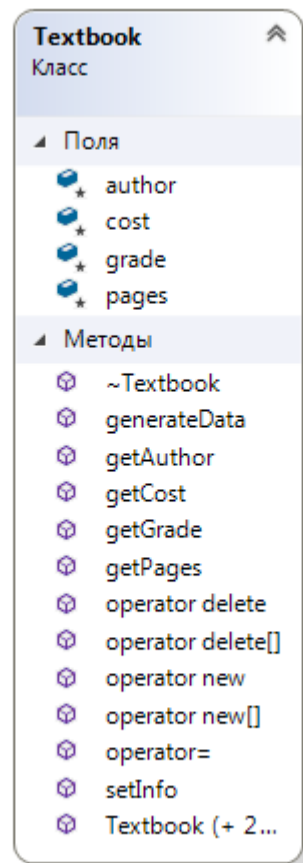 Textbook
Класс
Поля
author
cost
grade
pages
Методы
~Textbook
generateData
getAuthor
getCost
getGrade
getPages
operator delete
operator delete[]
operator new
operator new[]
operator=
setInfo
Textbook (+ 2...